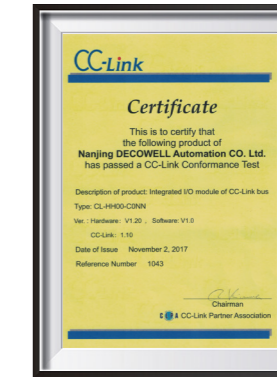 CC-Link
Certificate
This is to certify that
the following product of
Nanjing DECOWELL Automation CO. Ltd.
has passed a CC-Link Conformance Test
Description of product: Integrated I/O module of CC-Link bus
Type: CL-HH00-C0NN
Ver. : Hardware: V1.20 , Software: V1.0
CC-Link: 1.10
Date of Issue November 2, 2017
Reference Number 1043
Chairman
CC-Link Partner Association